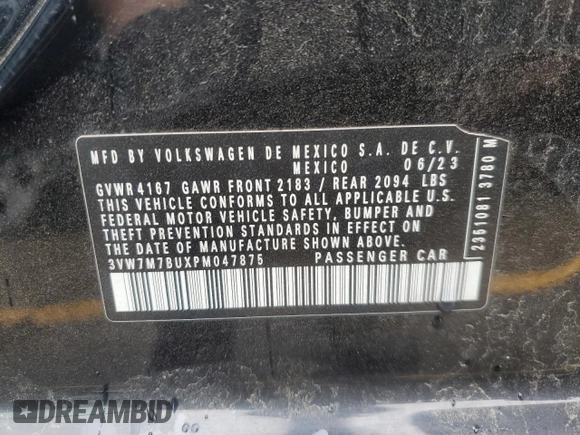 MFD BY VOLKSWAGEN DE MEXICO S.A. DE C.V.
MEXICO 06/23
GVWR4167 GAWR FRONT 2183 / REAR 2094 LBS
THIS VEHICLE CONFORMS TO ALL APPLICABLE U.S.
FEDERAL MOTOR VEHICLE SAFETY, BUMPER AND
THEFT PREVENTION STANDARDS IN EFFECT ON
THE DATE OF MANUFACTURE SHOWN ABOVE.
3VW7M7BUXPM047875 PASSENGER CAR
2351081 3780 M
DREAMBID